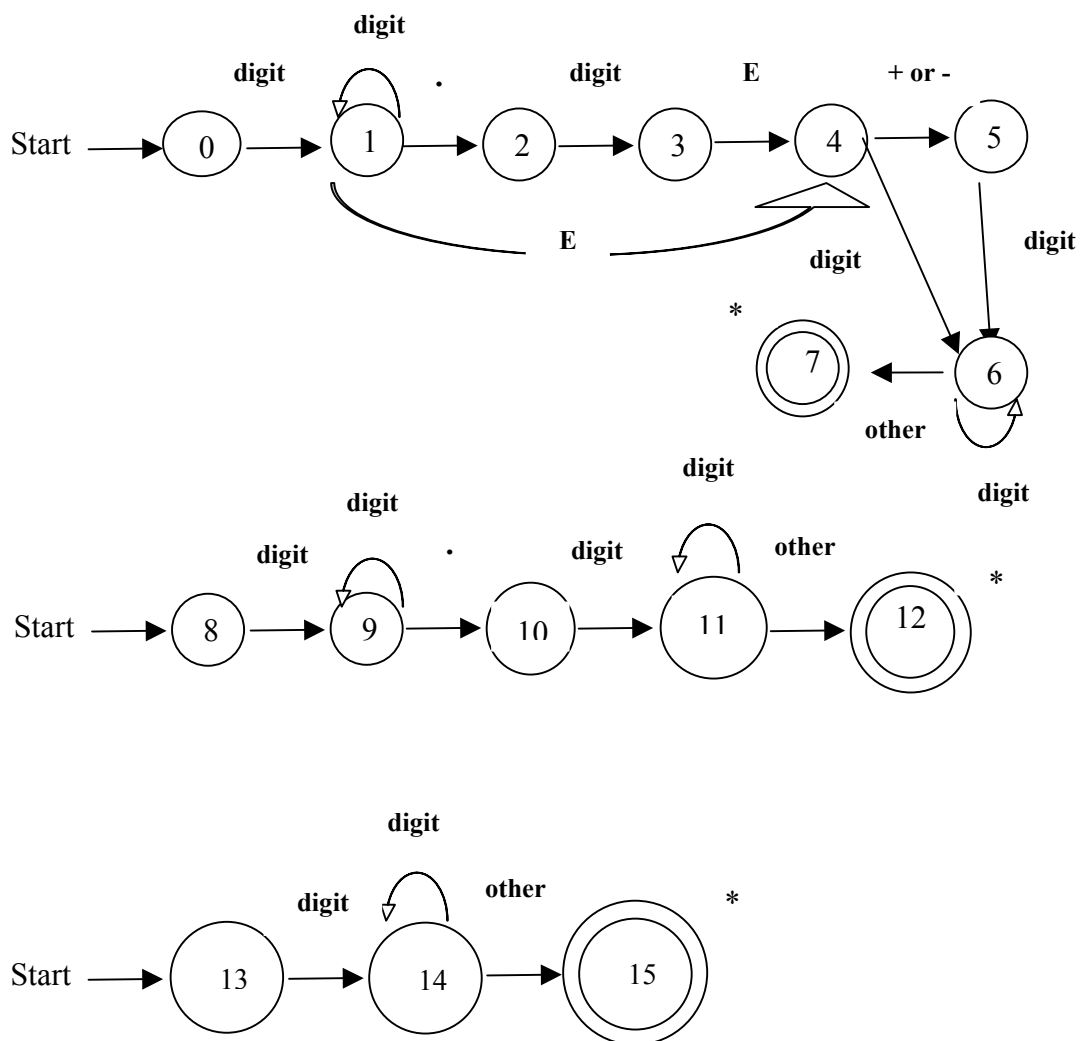 digit
digit . digit E + or -
Start 0 1 2 3 4 5
E digit
digit
* 7 6
other
digit
digit
digit
digit . digit other
*
Start 8 9 10 11 12
digit
digit other
*
Start 13 14 15